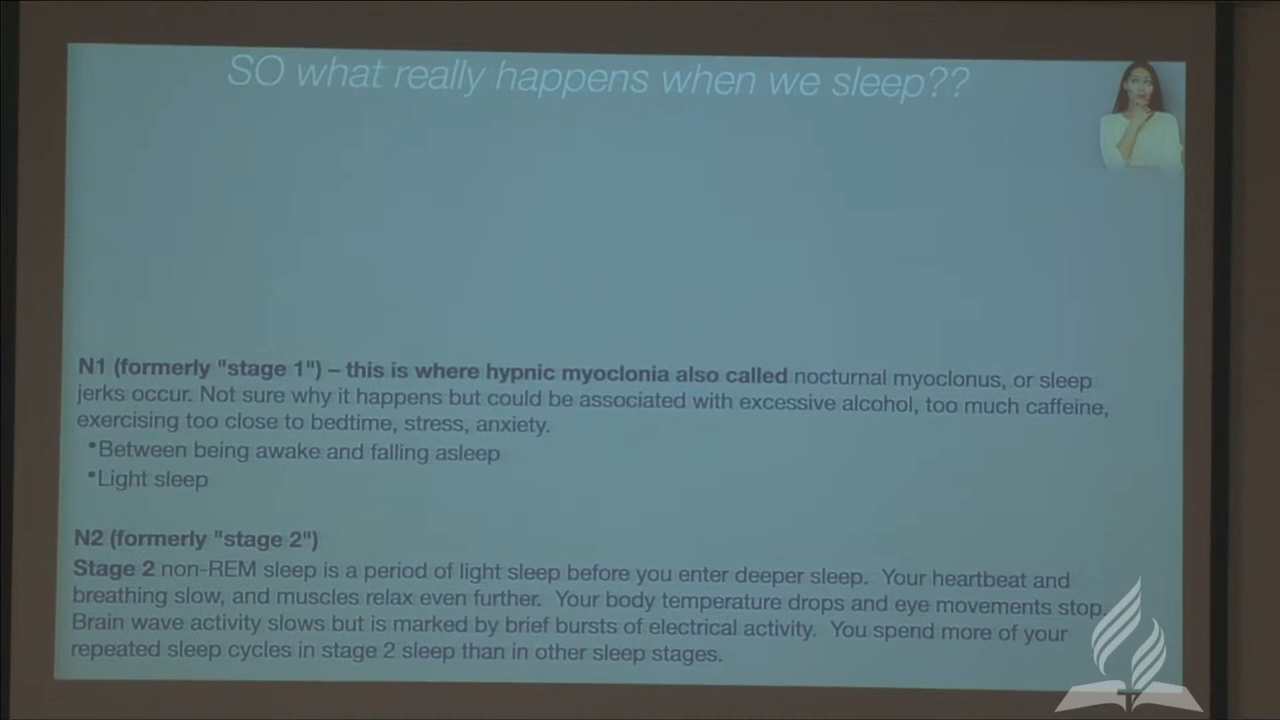 SO what really happens when we sleep??
N1 (formerly "stage 1") – this is where hypnic myoclonia also called nocturnal myoclonus, or sleep
jerks occur. Not sure why it happens but could be associated with excessive alcohol, too much caffeine,
exercising too close to bedtime, stress, anxiety.
•Between being awake and falling asleep
•Light sleep
N2 (formerly "stage 2")
Stage 2 non-REM sleep is a period of light sleep before you enter deeper sleep.  Your heartbeat and
breathing slow, and muscles relax even further.  Your body temperature drops and eye movements stop.
Brain wave activity slows but is marked by brief bursts of electrical activity.  You spend more of your
repeated sleep cycles in stage 2 sleep than in other sleep stages.